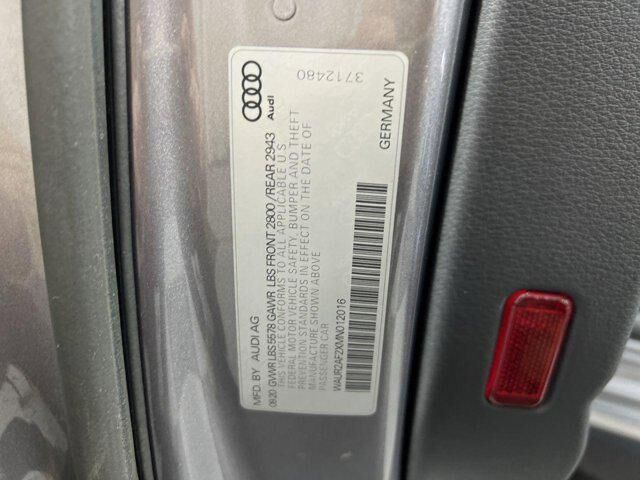 3712480
Audi
GERMANY
MFD. BY AUDI AG
09.20 GVWR LBS 5578 GAWR LBS FRONT 2800/REAR 2943
THIS VEHICLE CONFORMS TO ALL APPLICABLE U S
FEDERAL MOTOR VEHICLE SAFETY, BUMPER AND THEFT
PREVENTION STANDARDS IN EFFECT ON THE DATE OF
MANUFACTURE SHOWN ABOVE
PASSENGER CAR
WAUR2AF2XMN012016